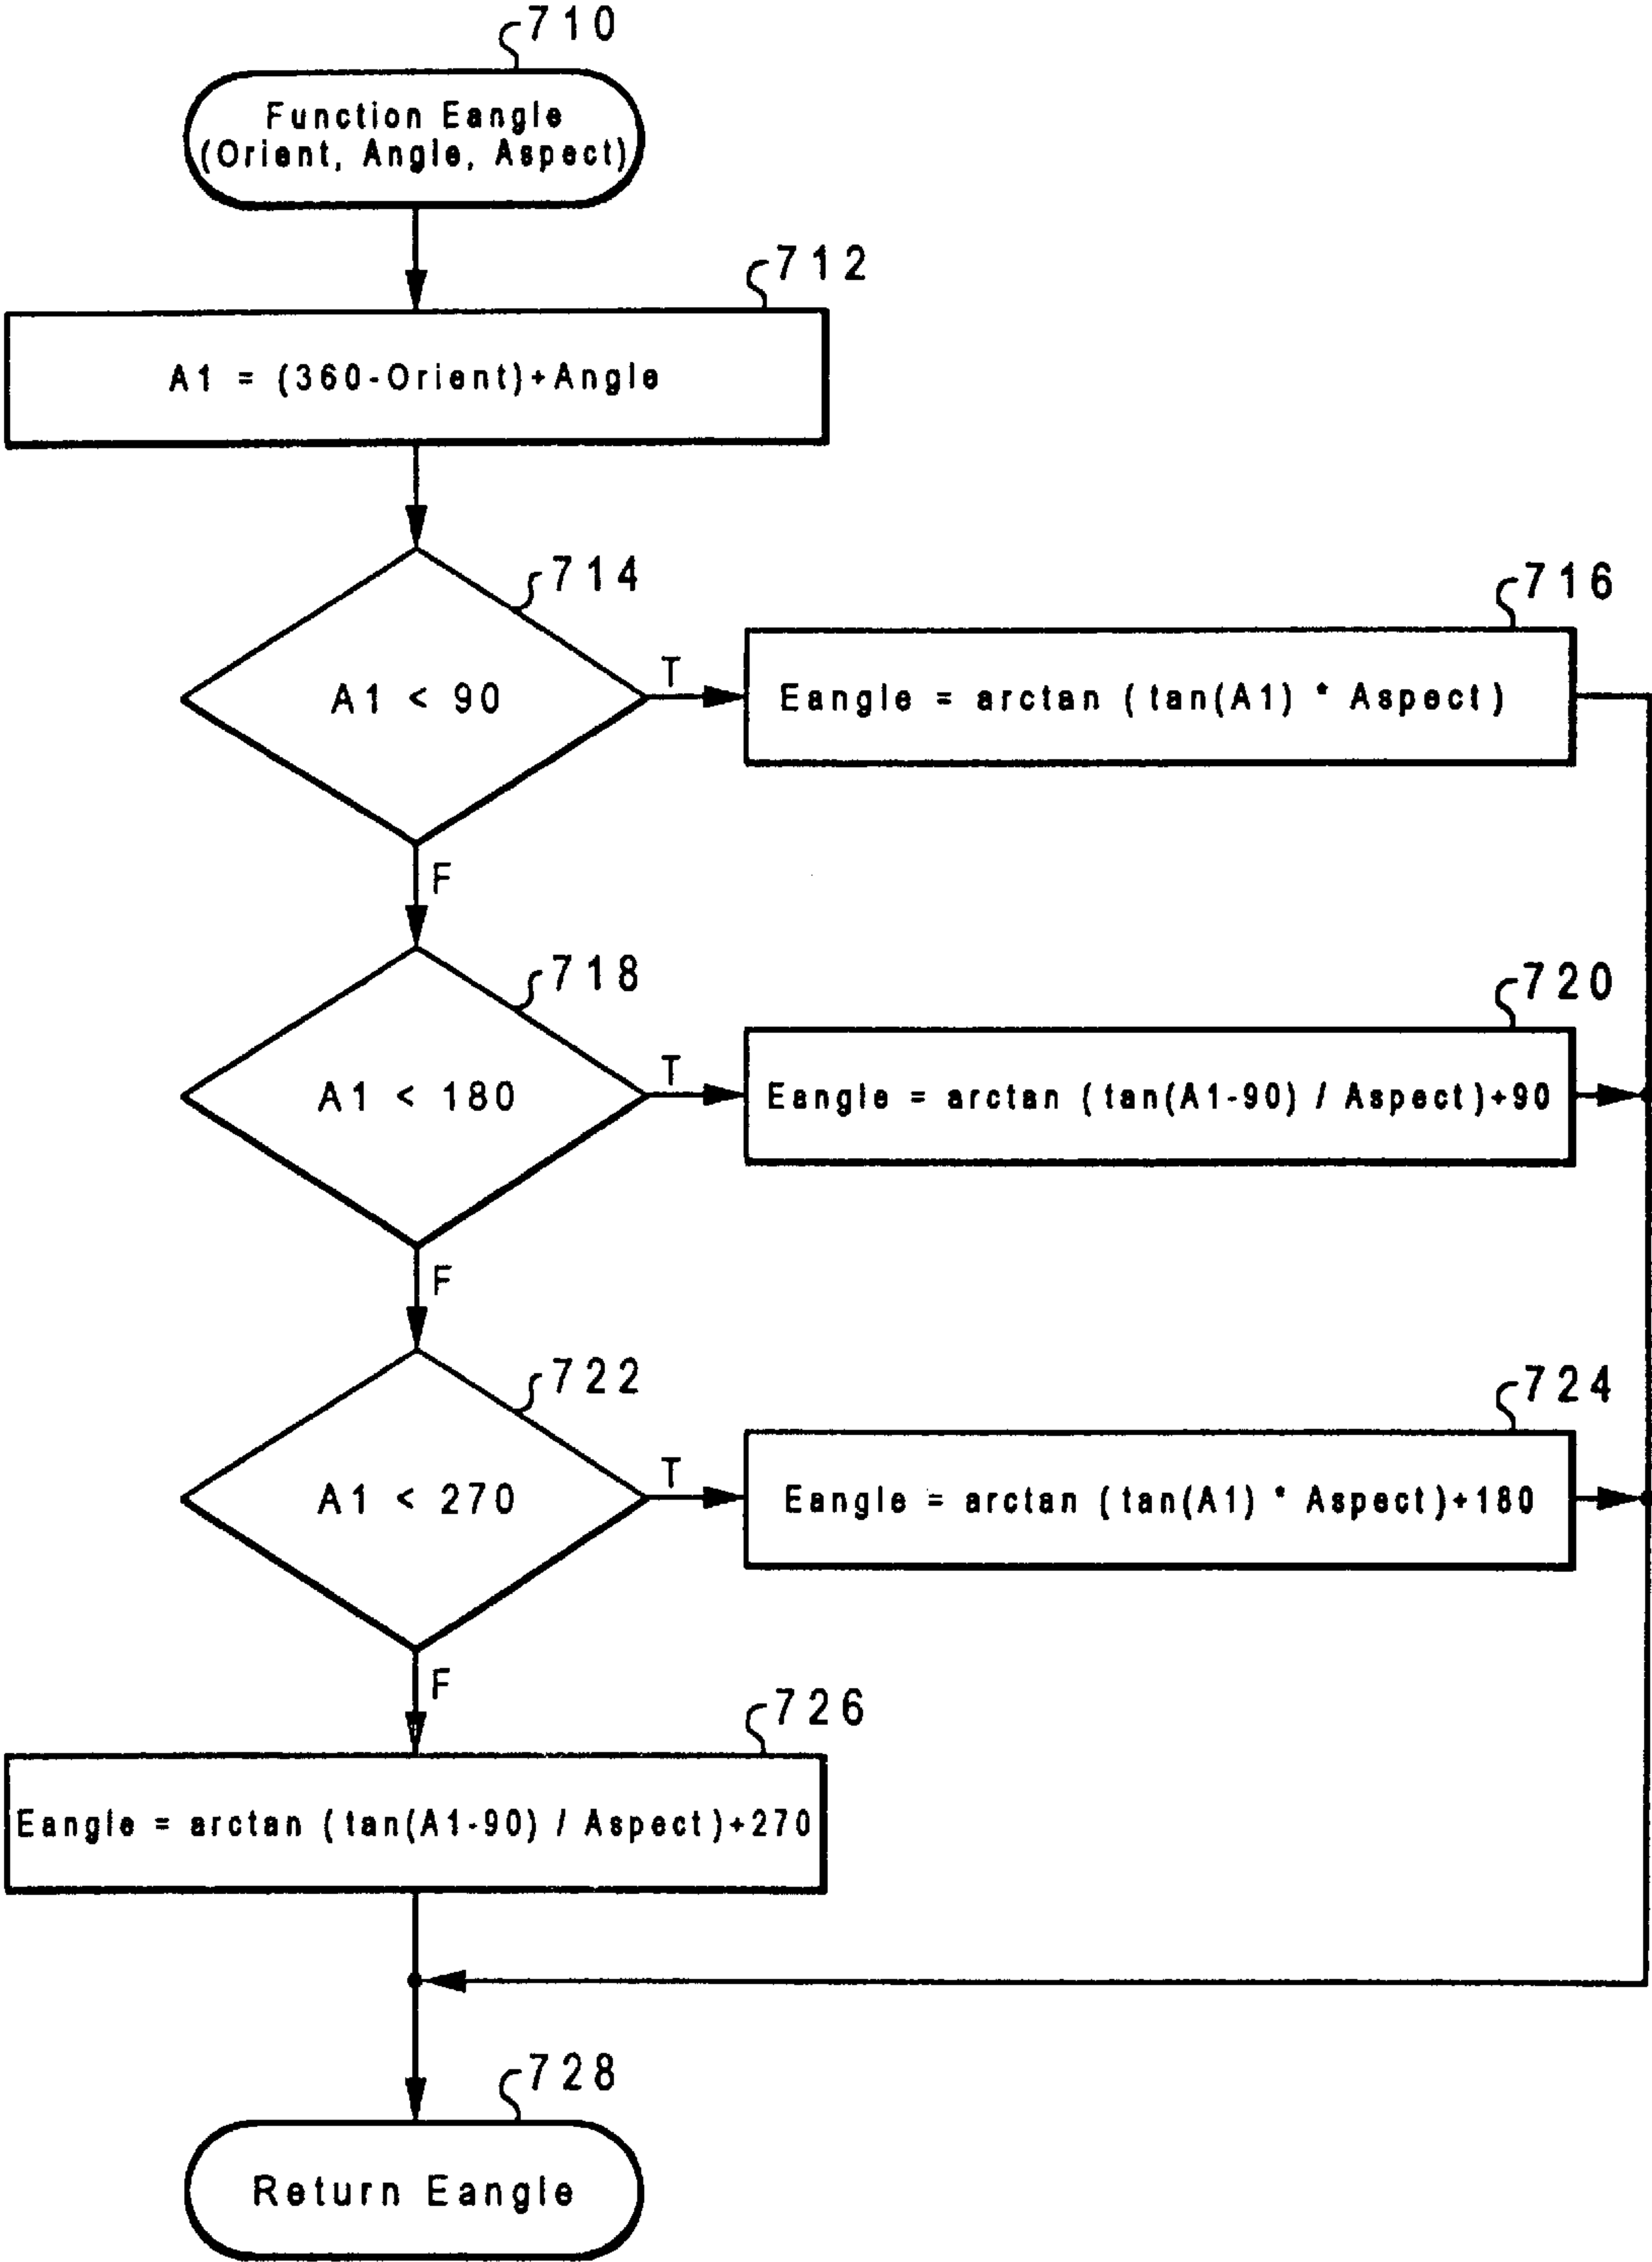 710
Function Eangle
(Orient, Angle, Aspect)
712
A1 = (360-Orient)+Angle
714
A1 < 90
T
716
Eangle = arctan (tan(A1) * Aspect)
F
718
A1 < 180
T
720
Eangle = arctan (tan(A1-90) / Aspect)+90
F
722
A1 < 270
T
724
Eangle = arctan (tan(A1) * Aspect)+180
F
726
Eangle = arctan (tan(A1-90) / Aspect)+270
728
Return Eangle